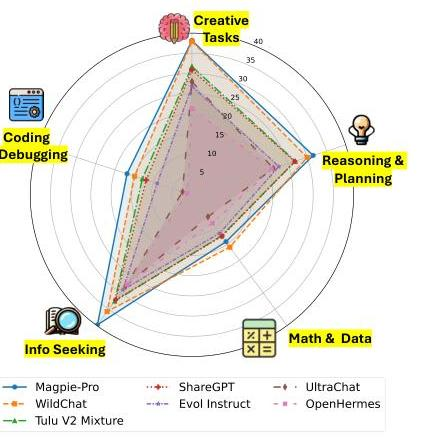 Creative
Tasks
40
35
30
25
20
15
10
5
Coding
Debugging
Reasoning &
Planning
Info Seeking
Math & Data
Magpie-Pro
ShareGPT
UltraChat
WildChat
Evol Instruct
OpenHermes
Tulu V2 Mixture